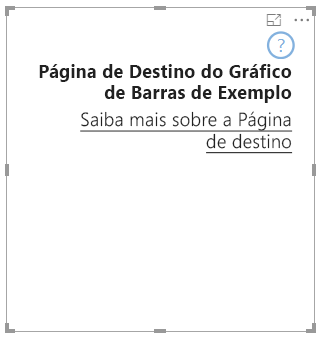 ?
Página de Destino do Gráfico
de Barras de Exemplo
Saiba mais sobre a Página
de destino